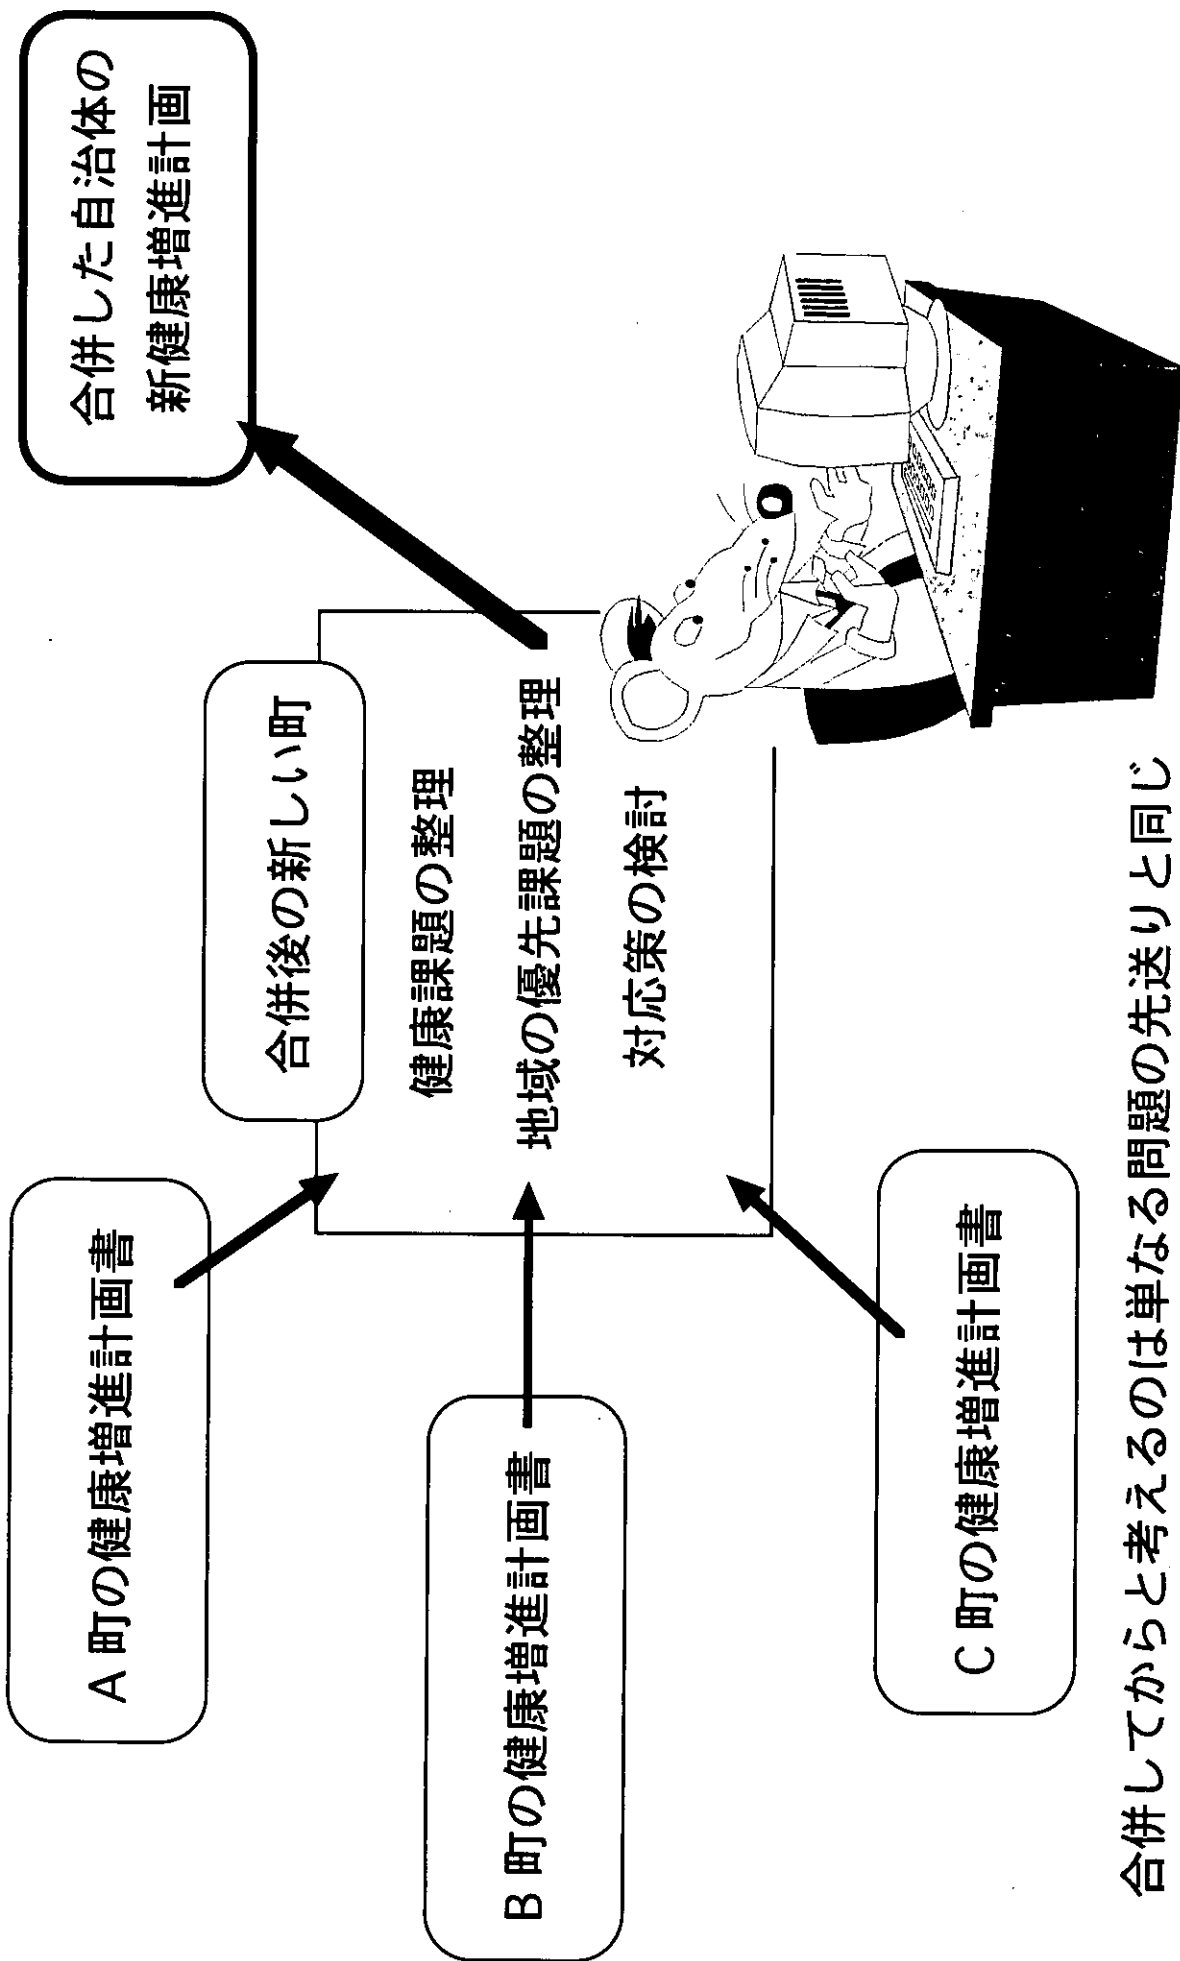 A町の健康増進計画書
B町の健康増進計画書
C町の健康増進計画書
合併後の新しい町
健康課題の整理
地域の優先課題の整理
対応策の検討
合併した自治体の
新健康増進計画
合併してからと考えるのは単なる問題の先送りと同じ